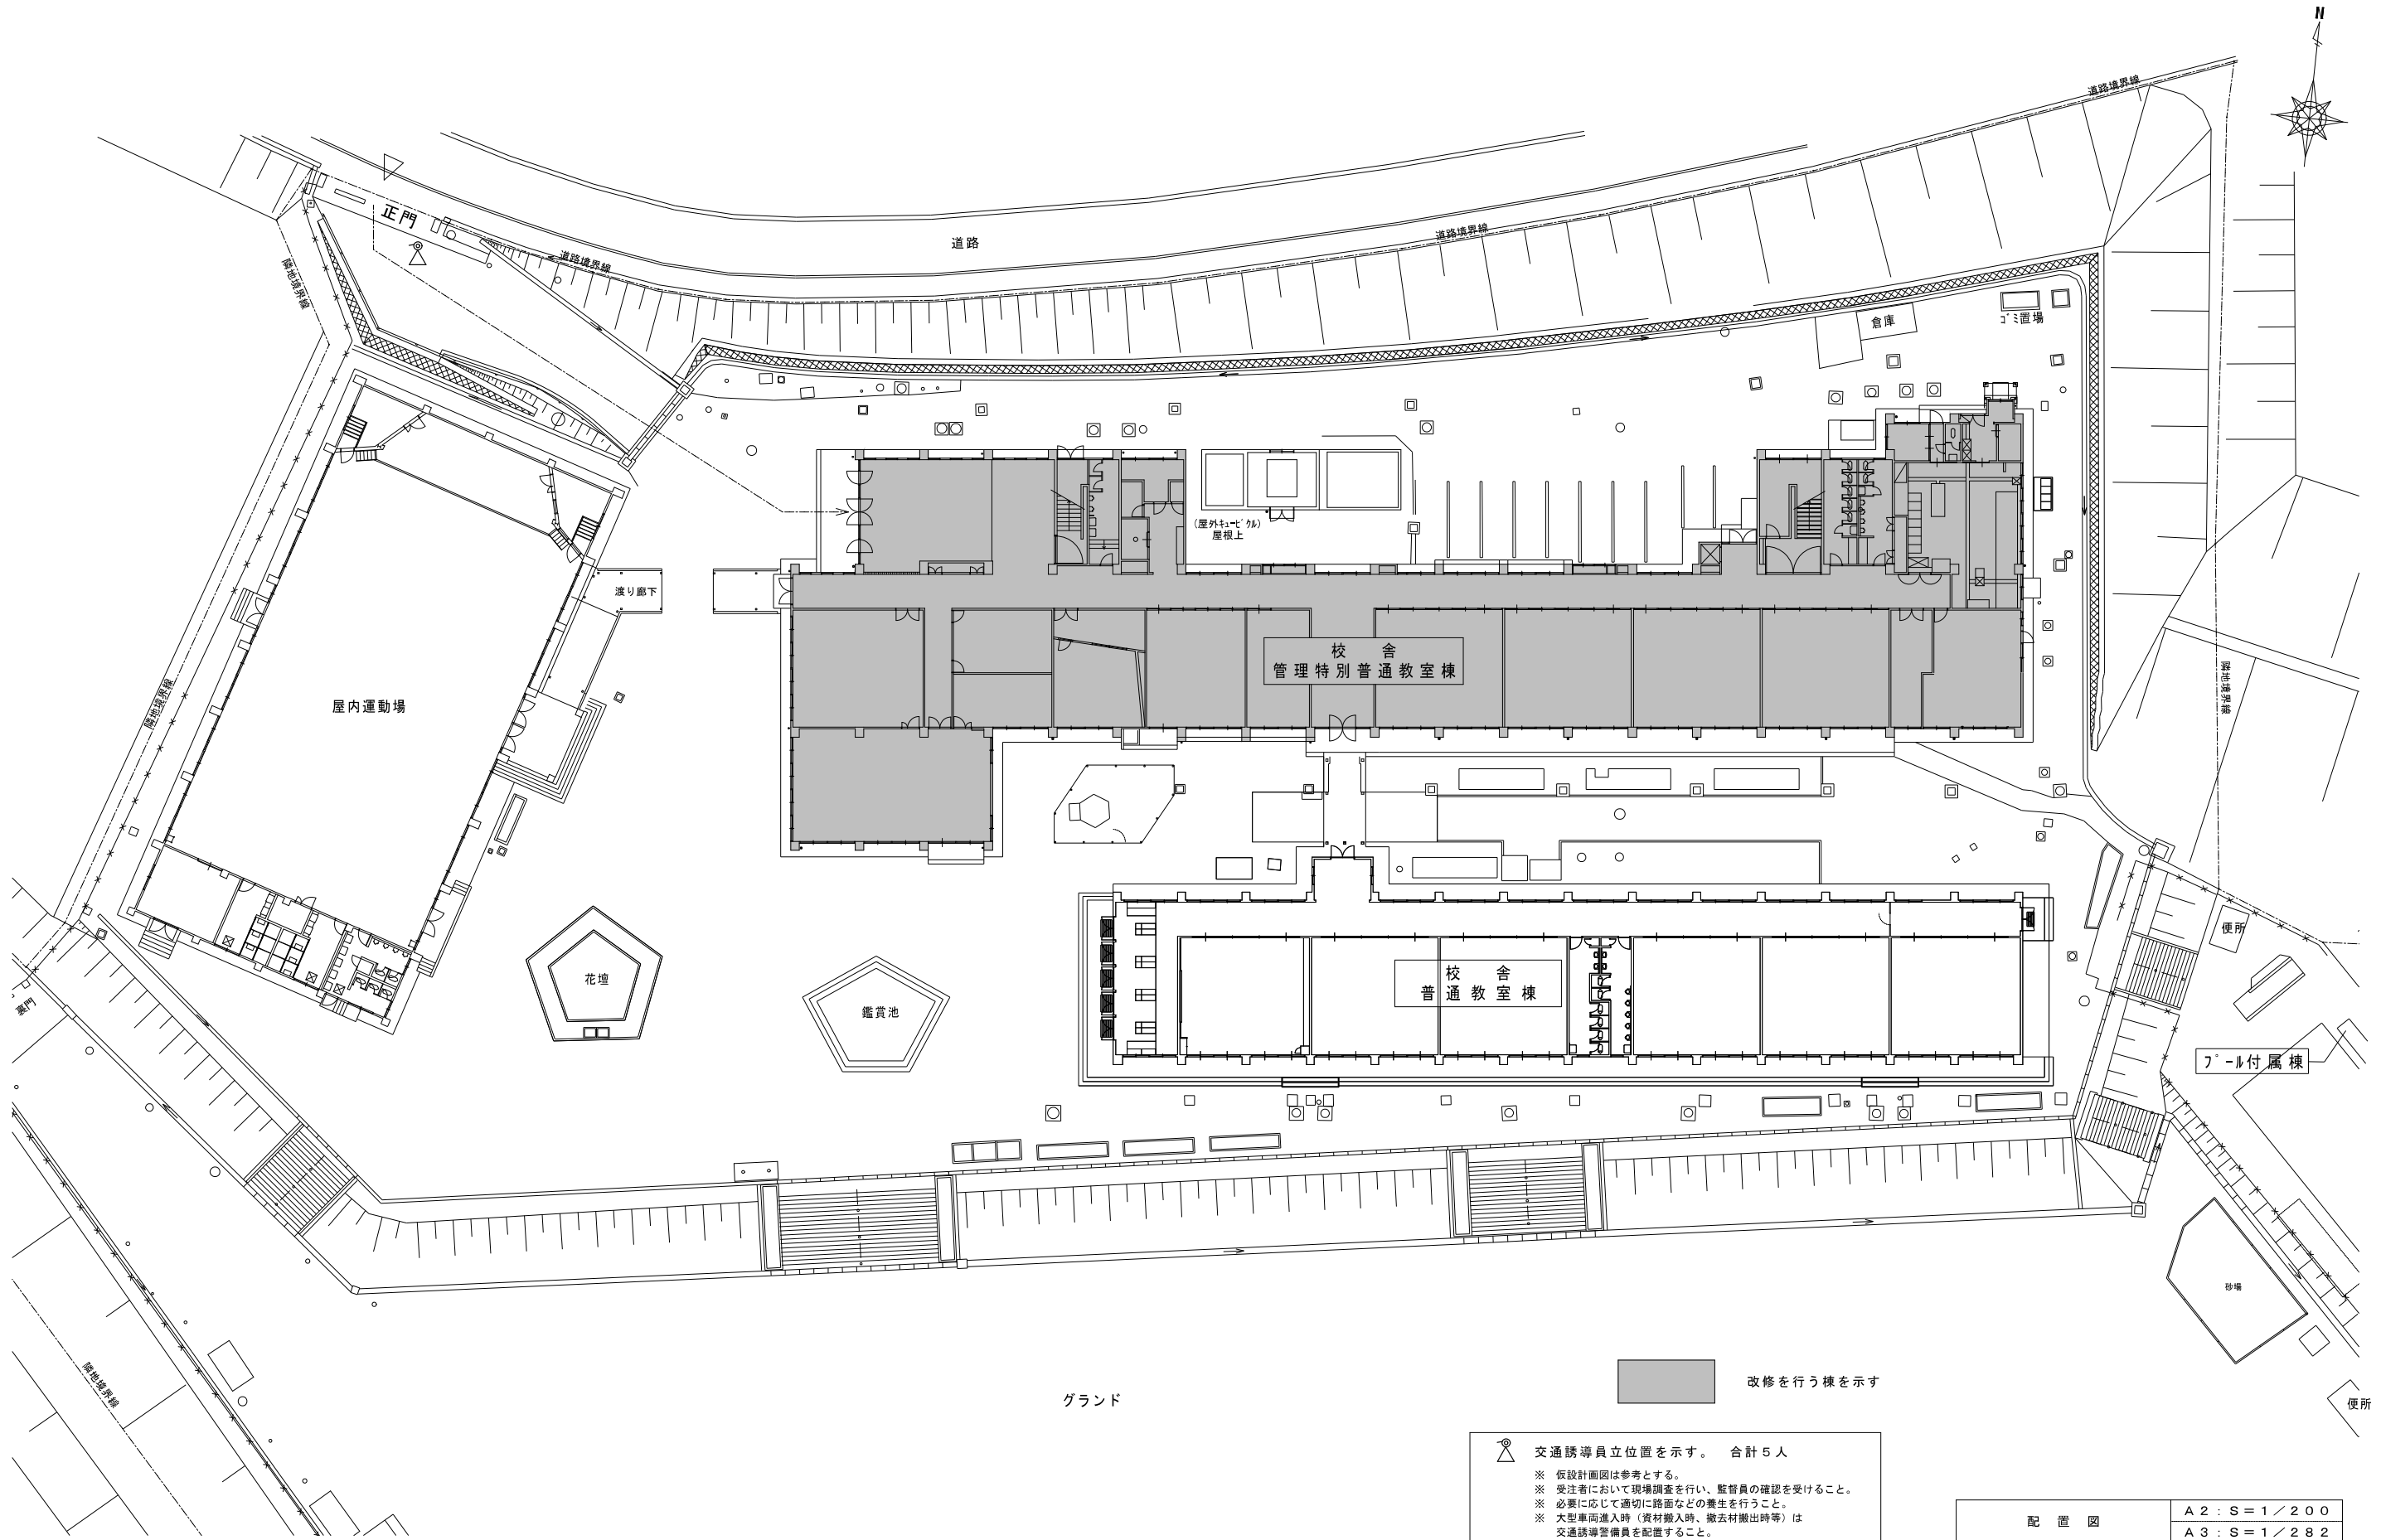 N
道路境界線
正門
道路
道路境界線
道路境界線
隣地境界線
倉庫
ゴミ置場
(屋外キュービクル)
屋根上
渡り廊下
校 舎
管理特別普通教室棟
隣地境界線
隣地境界線
屋内運動場
便所
花壇
校 舎
普通教室棟
鑑賞池
裏門
プール付属棟
砂場
隣地境界線
改修を行う棟を示す
グランド
便所
交通誘導員立位置を示す。 合計5人
※ 仮設計画図は参考とする。
※ 受注者において現場調査を行い、監督員の確認を受けること。
※ 必要に応じて適切に路面などの養生を行うこと。
※ 大型車両進入時（資材搬入時、撤去材搬出時等）は
交通誘導警備員を配置すること。
配 置 図
A2：S＝1／200
A3：S＝1／282